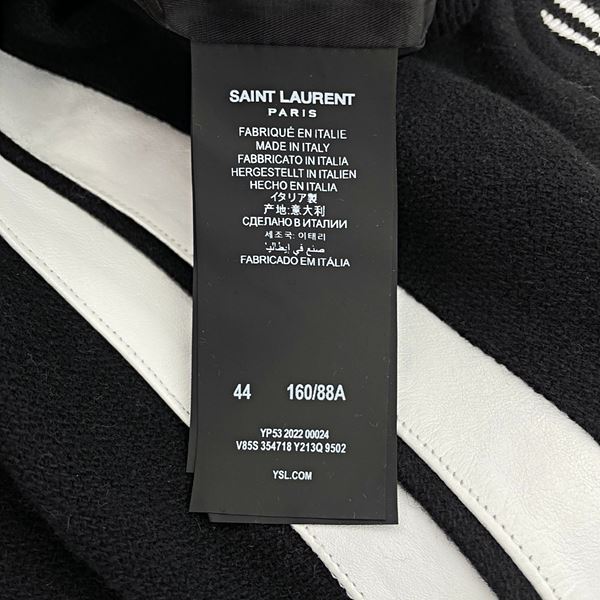 SAINT LAURENT
PARIS
FABRIQUÉ EN ITALIE
MADE IN ITALY
FABBRICATO IN ITALIA
HERGESTELLT IN ITALIEN
HECHO EN ITALIA
イタリア製
产地:意大利
СДЕЛАНО В ИТАЛИИ
세조국: 이태리
صنع في إيطاليا
FABRICADO EM ITÁLIA
44 160/88A
YP53 2022 00024
V85S 354718 Y213Q 9502
YSL.COM